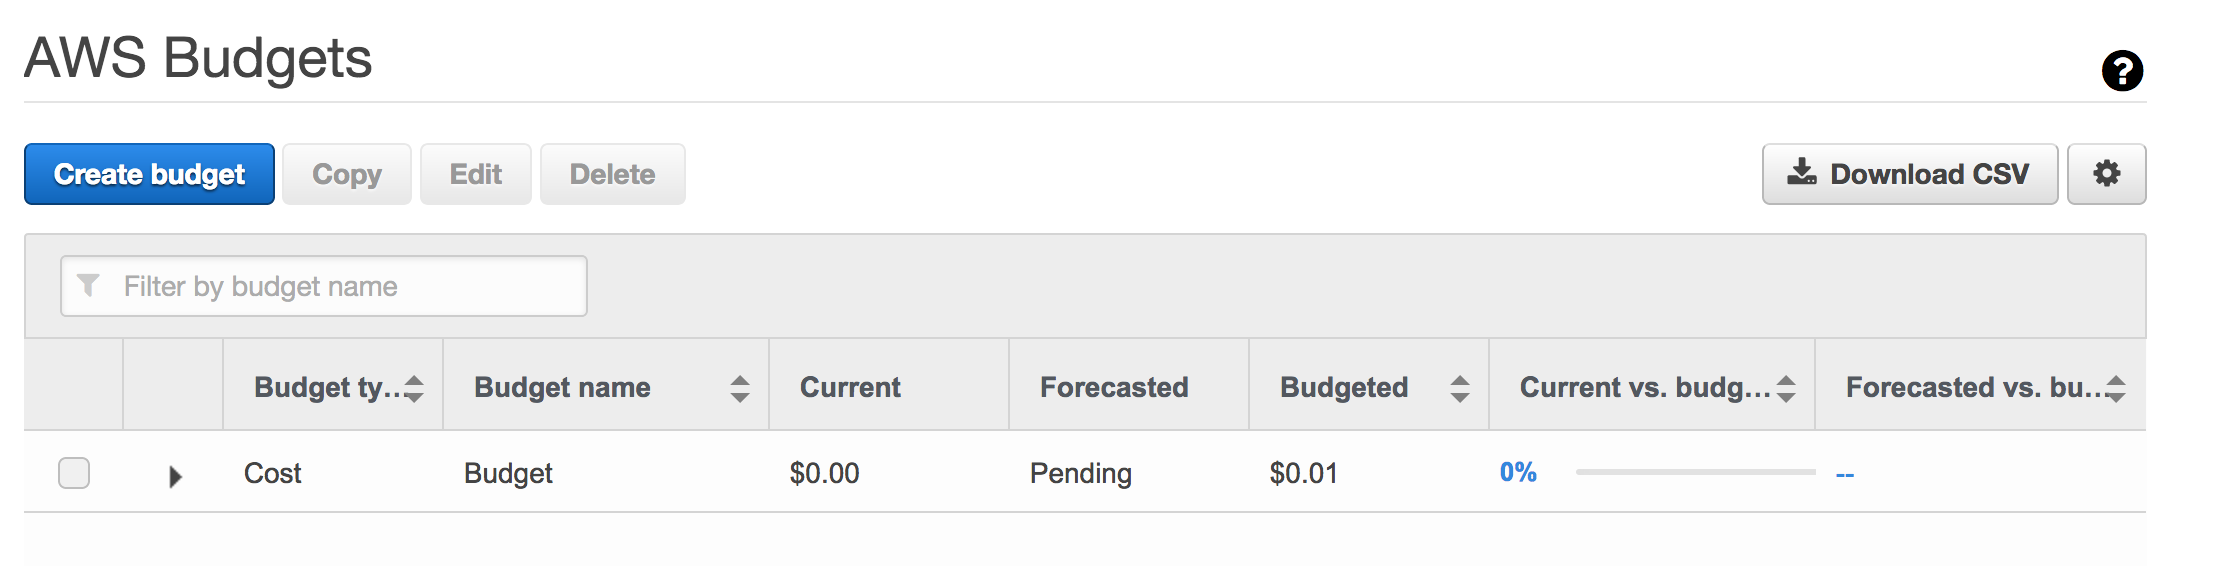 AWS Budgets
?
Create budget Copy Edit Delete Download CSV
Filter by budget name
Budget ty... Budget name Current Forecasted Budgeted Current vs. budg... Forecasted vs. bu...
Cost Budget $0.00 Pending $0.01 0% --